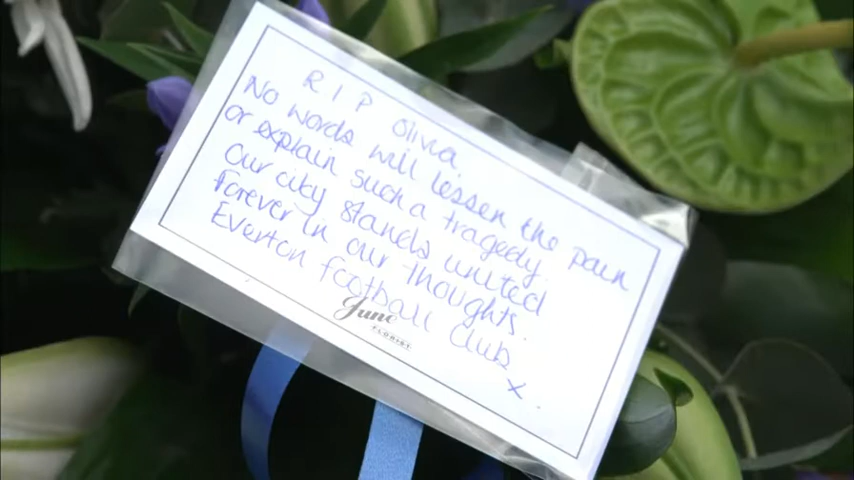 R I P Olivia.
No words will lessen the pain
or explain such a tragedy.
Our city stands united
Forever in our thoughts.
Everton Football Club
x.
June
FLORIST